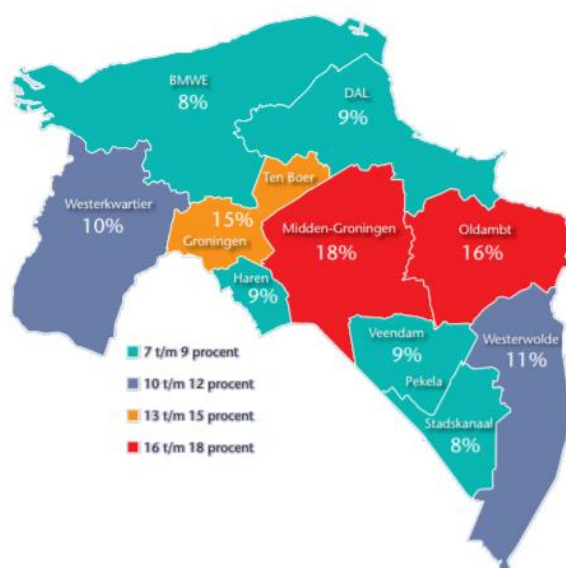 BMWE
8%
DAL
9%
Ten Boer
Westerkwartier
10%
15%
Groningen
Midden-Groningen
18%
Oldambt
16%
Haren
9%
Veendam
9%
Pekela
Westerwolde
11%
Stadskanaal
8%
7 t/m 9 procent
10 t/m 12 procent
13 t/m 15 procent
16 t/m 18 procent